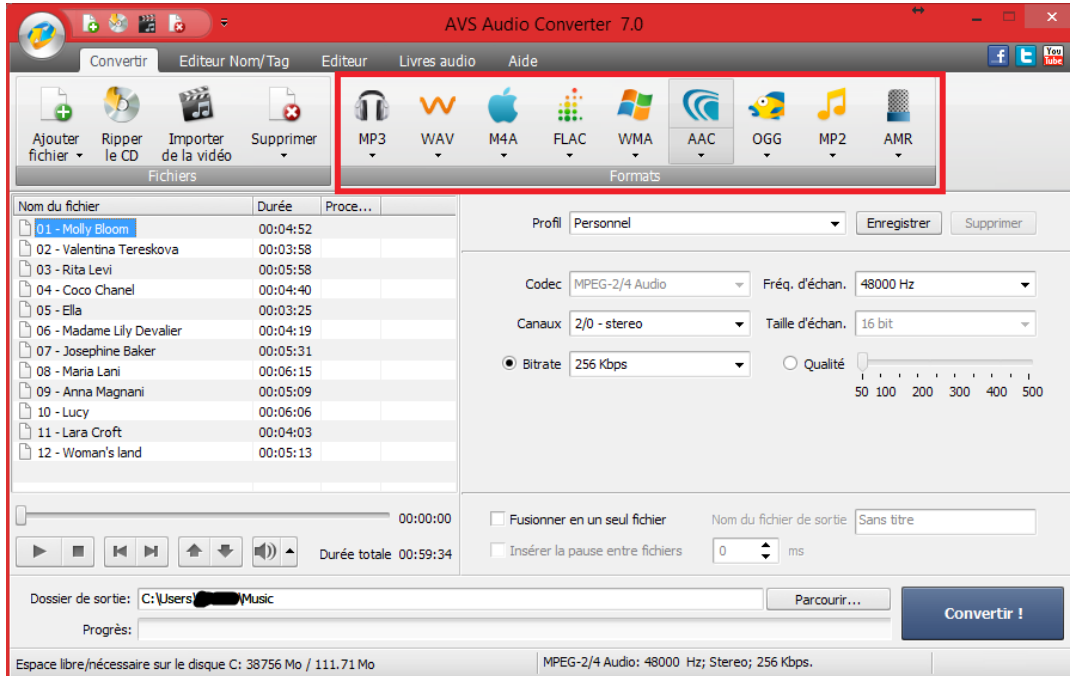 AVS Audio Converter 7.0
Convertir Editeur Nom/Tag Editeur Livres audio Aide
f t You Tube
Ajouter fichier Ripper le CD Importer de la vidéo Supprimer
Fichiers
MP3 WAV M4A FLAC WMA AAC OGG MP2 AMR
Formats
Nom du fichier Durée Proce...
01 - Molly Bloom 00:04:52
02 - Valentina Tereskova 00:03:58
03 - Rita Levi 00:05:58
04 - Coco Chanel 00:04:40
05 - Ella 00:03:25
06 - Madame Lily Devalier 00:04:19
07 - Josephine Baker 00:05:31
08 - Maria Lani 00:06:15
09 - Anna Magnani 00:05:09
10 - Lucy 00:06:06
11 - Lara Croft 00:04:03
12 - Woman's land 00:05:13
00:00:00
Durée totale 00:59:34
Profil Personnel Enregistrer Supprimer
Codec MPEG-2/4 Audio Fréq. d'échan. 48000 Hz
Canaux 2/0 - stereo Taille d'échan. 16 bit
Bitrate 256 Kbps Qualité
50 100 200 300 400 500
Fusionner en un seul fichier Nom du fichier de sortie Sans titre
Insérer la pause entre fichiers 0 ms
Dossier de sortie: C:\Users\ \Music Parcourir...
Convertir !
Progrès:
Espace libre/nécessaire sur le disque C: 38756 Mo / 111.71 Mo
MPEG-2/4 Audio: 48000 Hz; Stereo; 256 Kbps.